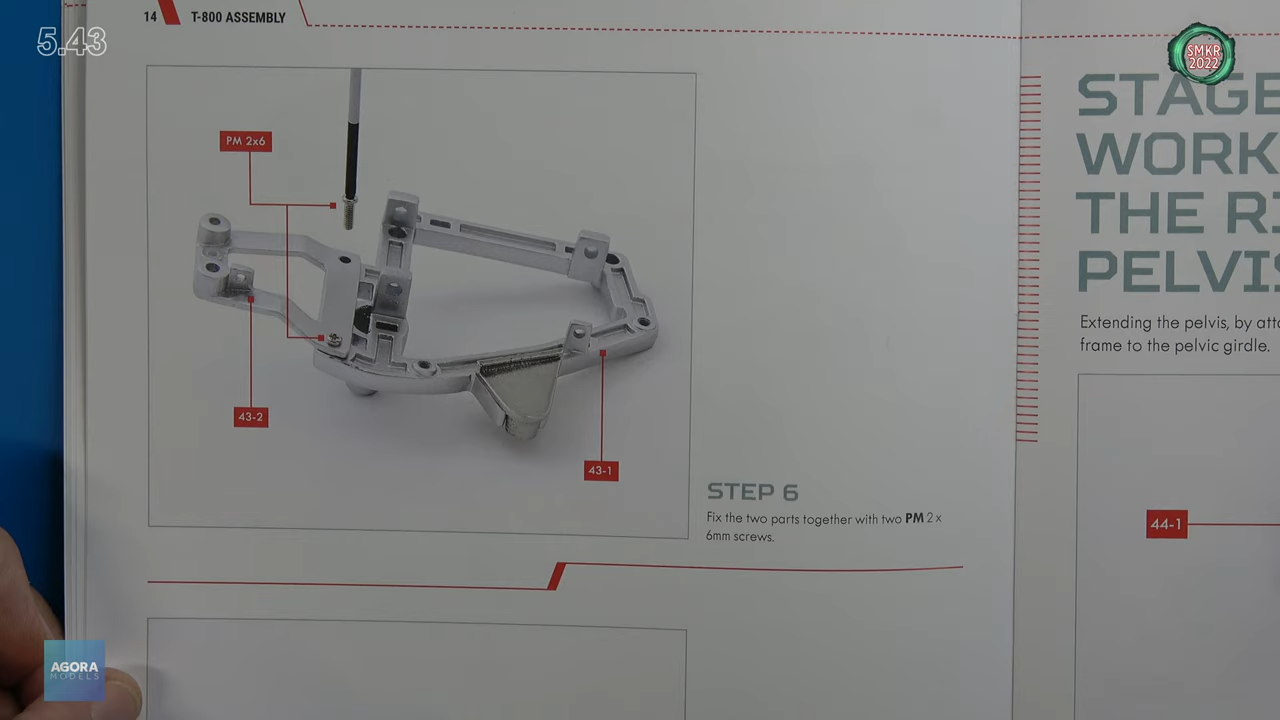 14 T-800 ASSEMBLY
5.43
SMKR
2022
PM 2x6
43-2
43-1
STEP 6
Fix the two parts together with two PM 2 x
6mm screws.
STAGE
WORK
THE RI
PELVIS
Extending the pelvis, by atta
frame to the pelvic girdle.
44-1
AGORA
MODELS